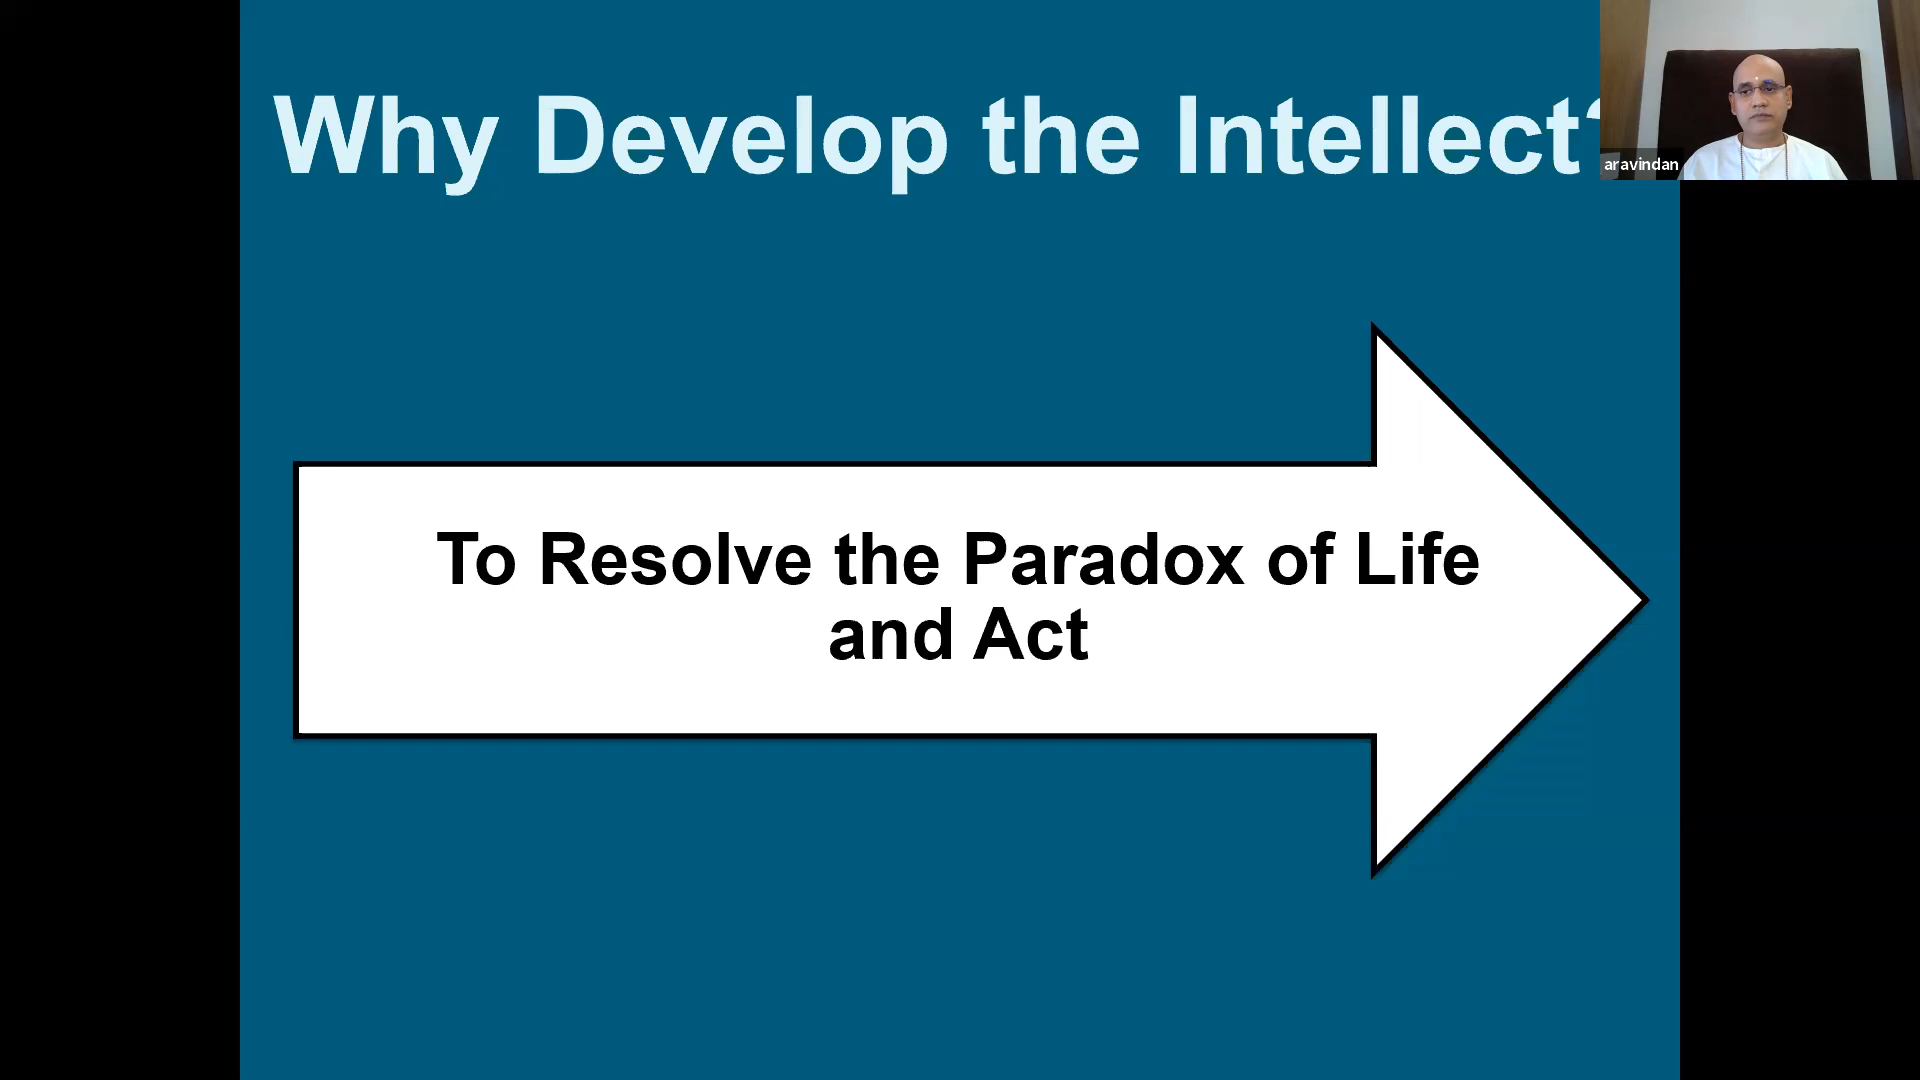 Why Develop the Intellect?
aravindan
To Resolve the Paradox of Life
and Act